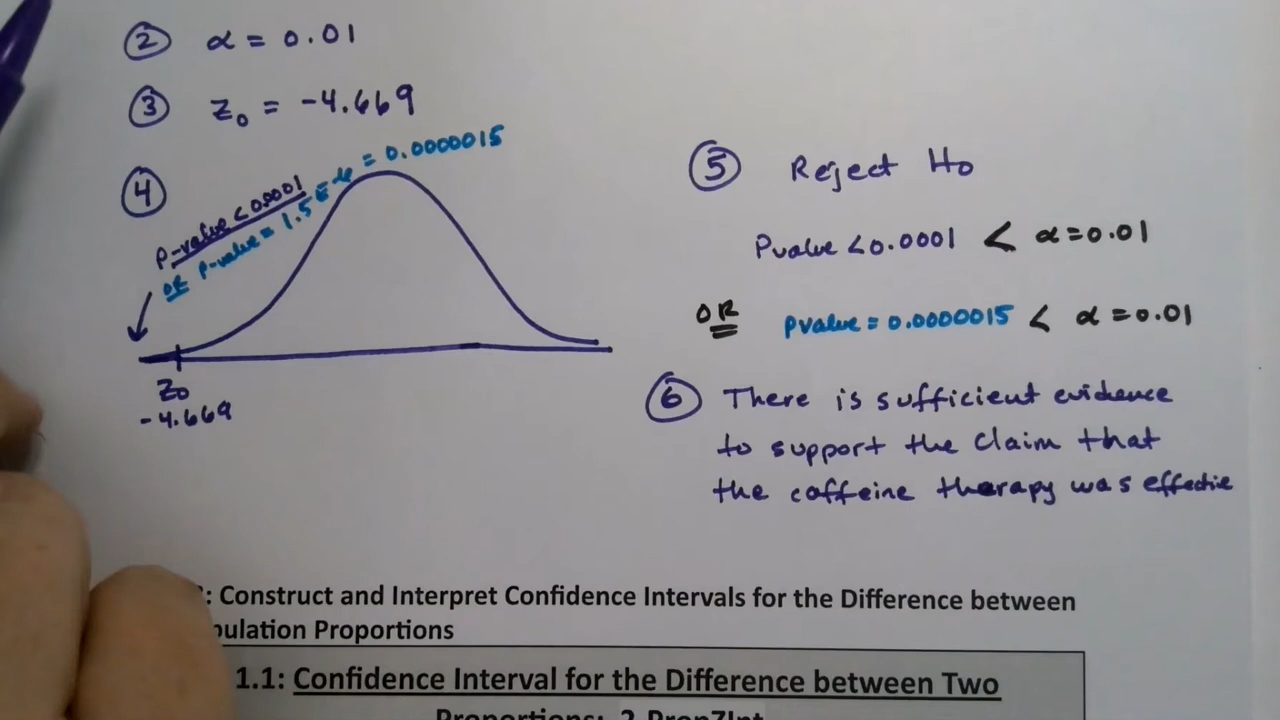 ② α = 0.01
③ Z₀ = -4.669
④
P-value < 0.0001
OR P-value = 1.5E-6 = 0.0000015
Z₀
-4.669
⑤ Reject Ho
Pvalue < 0.0001 < α = 0.01
OR pvalue = 0.0000015 < α = 0.01
⑥ There is sufficient evidence
to support the claim that
the caffeine therapy was effective
: Construct and Interpret Confidence Intervals for the Difference between
pulation Proportions
1.1: Confidence Interval for the Difference between Two
Proportions: 2-PropZInt